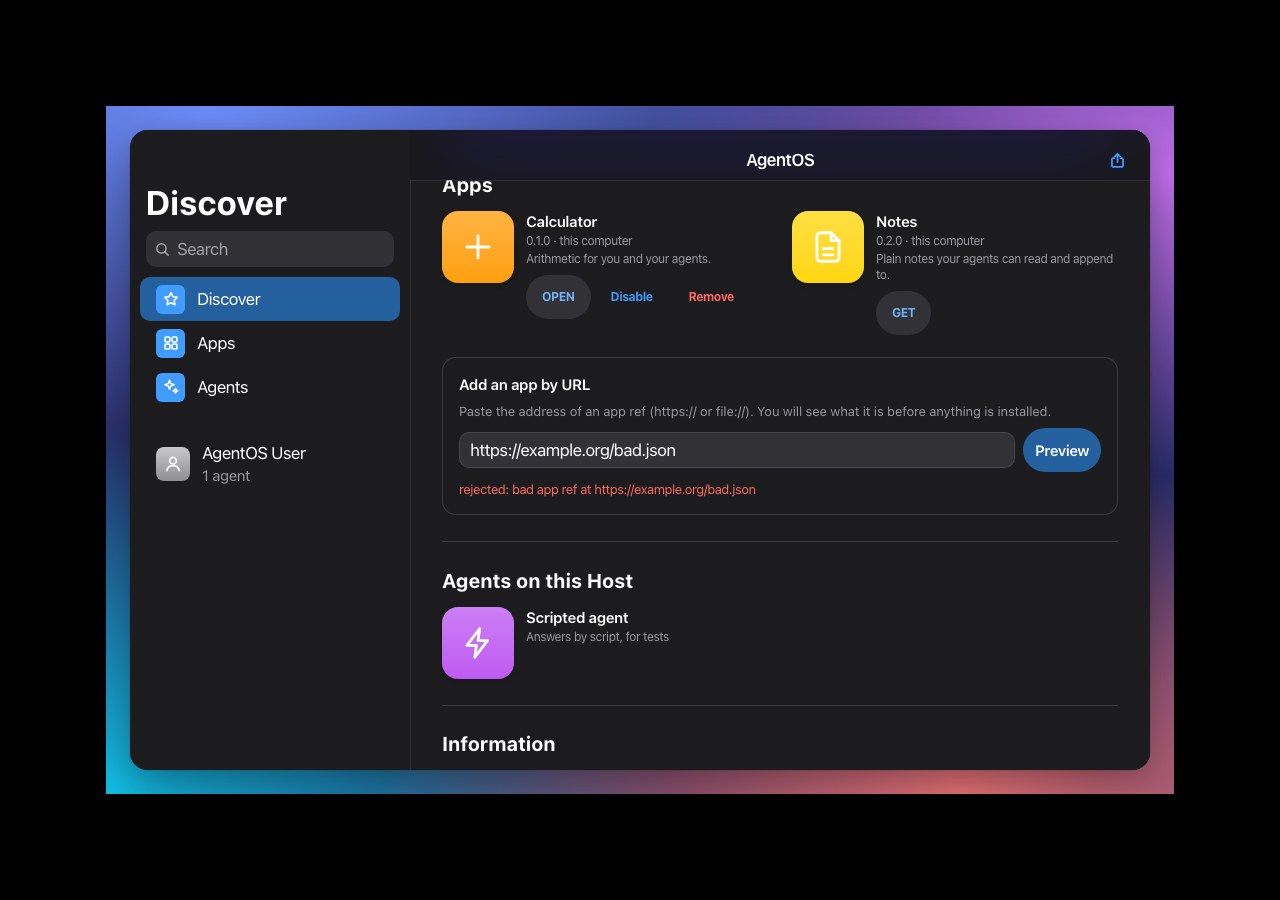 AgentOS
Discover
Search
Discover
Apps
Agents
AgentOS User
1 agent
Apps
Calculator
0.1.0 · this computer
Arithmetic for you and your agents.
OPEN
Disable
Remove
Notes
0.2.0 · this computer
Plain notes your agents can read and append
to.
GET
Add an app by URL
Paste the address of an app ref (https:// or file://). You will see what it is before anything is installed.
https://example.org/bad.json
Preview
rejected: bad app ref at https://example.org/bad.json
Agents on this Host
Scripted agent
Answers by script, for tests
Information